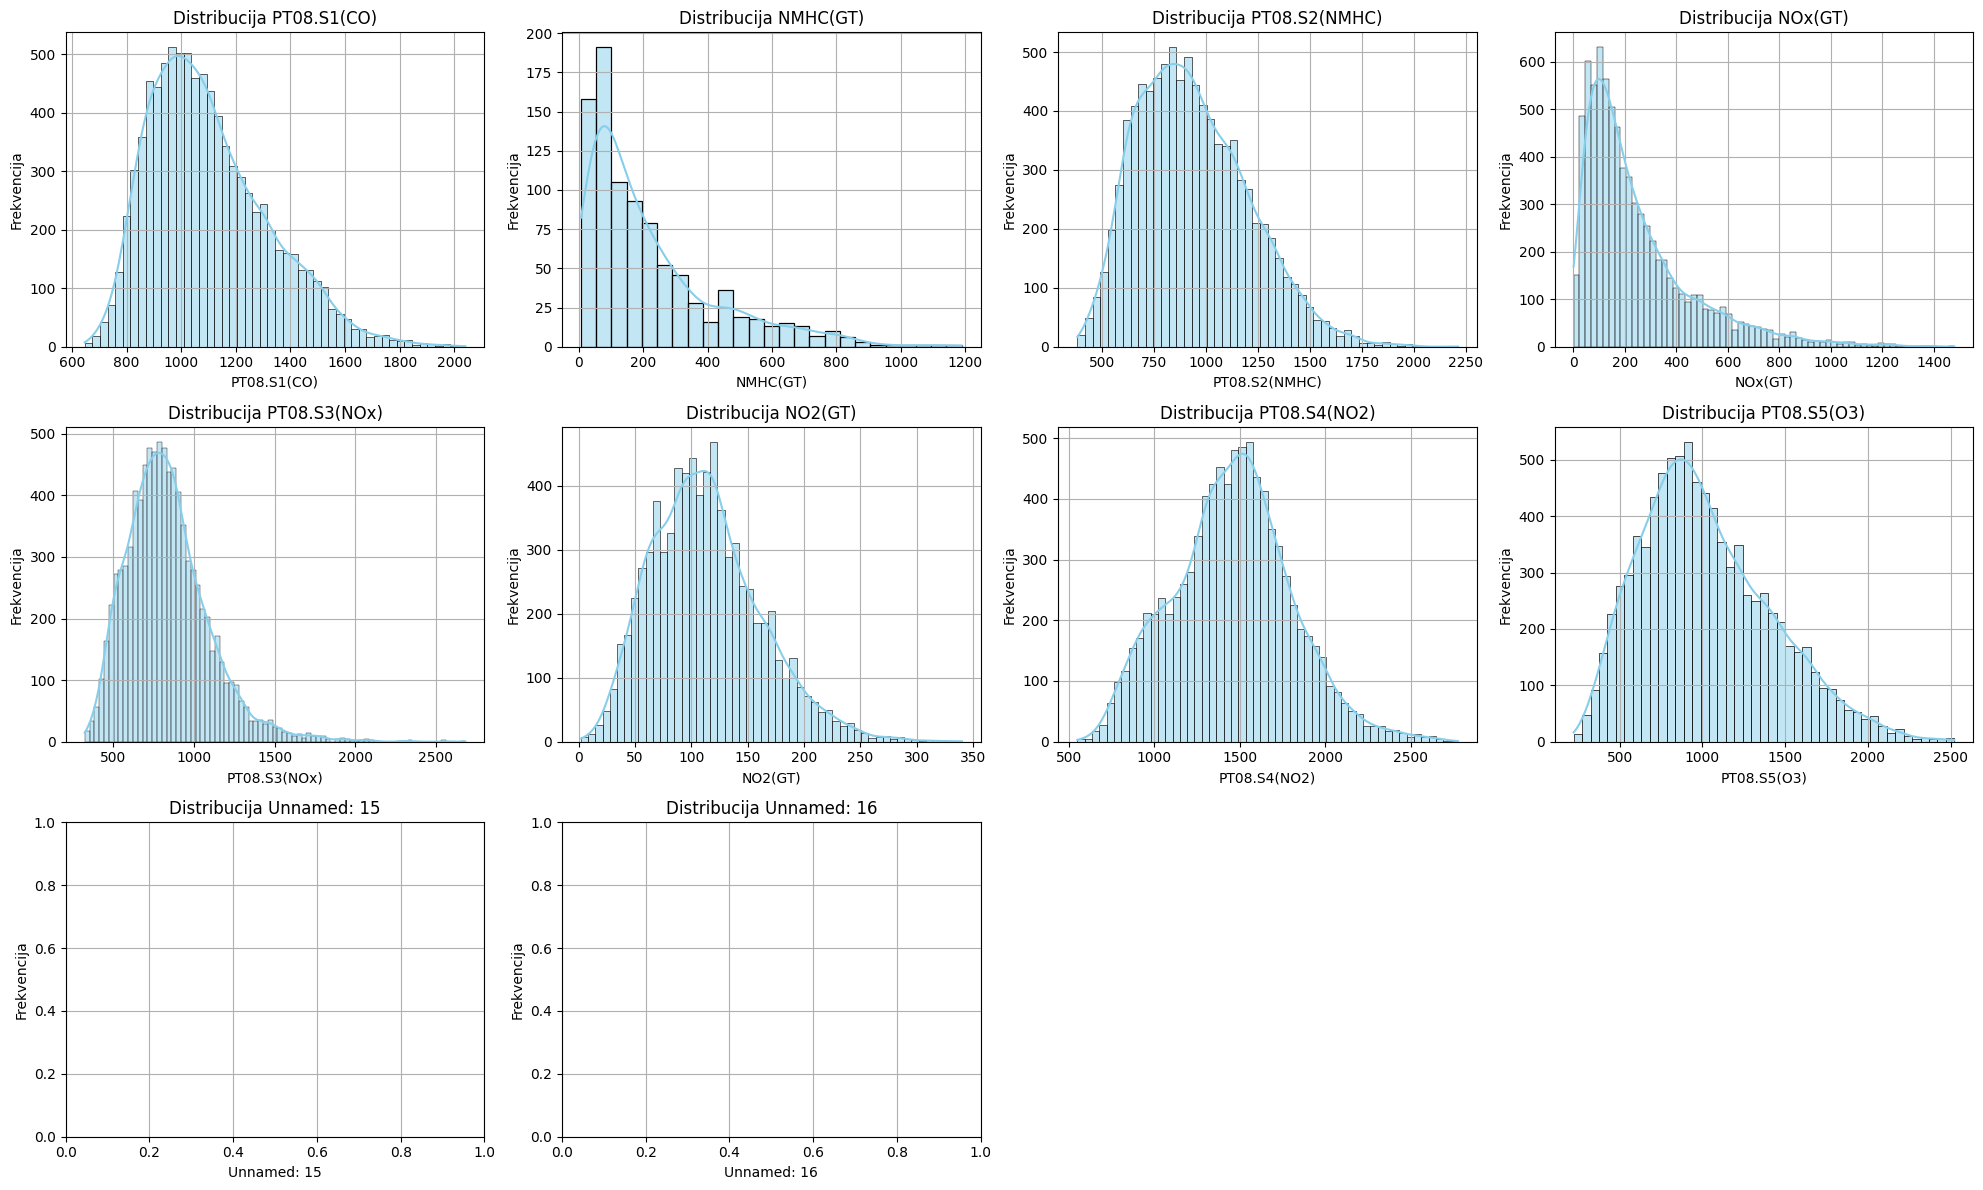 Distribucija PT08.S1(CO)
Frekvencija
500
400
300
200
100
0
600 800 1000 1200 1400 1600 1800 2000
PT08.S1(CO)
Distribucija NMHC(GT)
Frekvencija
200
175
150
125
100
75
50
25
0
0 200 400 600 800 1000 1200
NMHC(GT)
Distribucija PT08.S2(NMHC)
Frekvencija
500
400
300
200
100
0
500 750 1000 1250 1500 1750 2000 2250
PT08.S2(NMHC)
Distribucija NOx(GT)
Frekvencija
600
500
400
300
200
100
0
0 200 400 600 800 1000 1200 1400
NOx(GT)
Distribucija PT08.S3(NOx)
Frekvencija
500
400
300
200
100
0
500 1000 1500 2000 2500
PT08.S3(NOx)
Distribucija NO2(GT)
Frekvencija
400
300
200
100
0
0 50 100 150 200 250 300 350
NO2(GT)
Distribucija PT08.S4(NO2)
Frekvencija
500
400
300
200
100
0
500 1000 1500 2000 2500
PT08.S4(NO2)
Distribucija PT08.S5(O3)
Frekvencija
500
400
300
200
100
0
500 1000 1500 2000 2500
PT08.S5(O3)
Distribucija Unnamed: 15
Frekvencija
1.0
0.8
0.6
0.4
0.2
0.0
0.0 0.2 0.4 0.6 0.8 1.0
Unnamed: 15
Distribucija Unnamed: 16
Frekvencija
1.0
0.8
0.6
0.4
0.2
0.0
0.0 0.2 0.4 0.6 0.8 1.0
Unnamed: 16